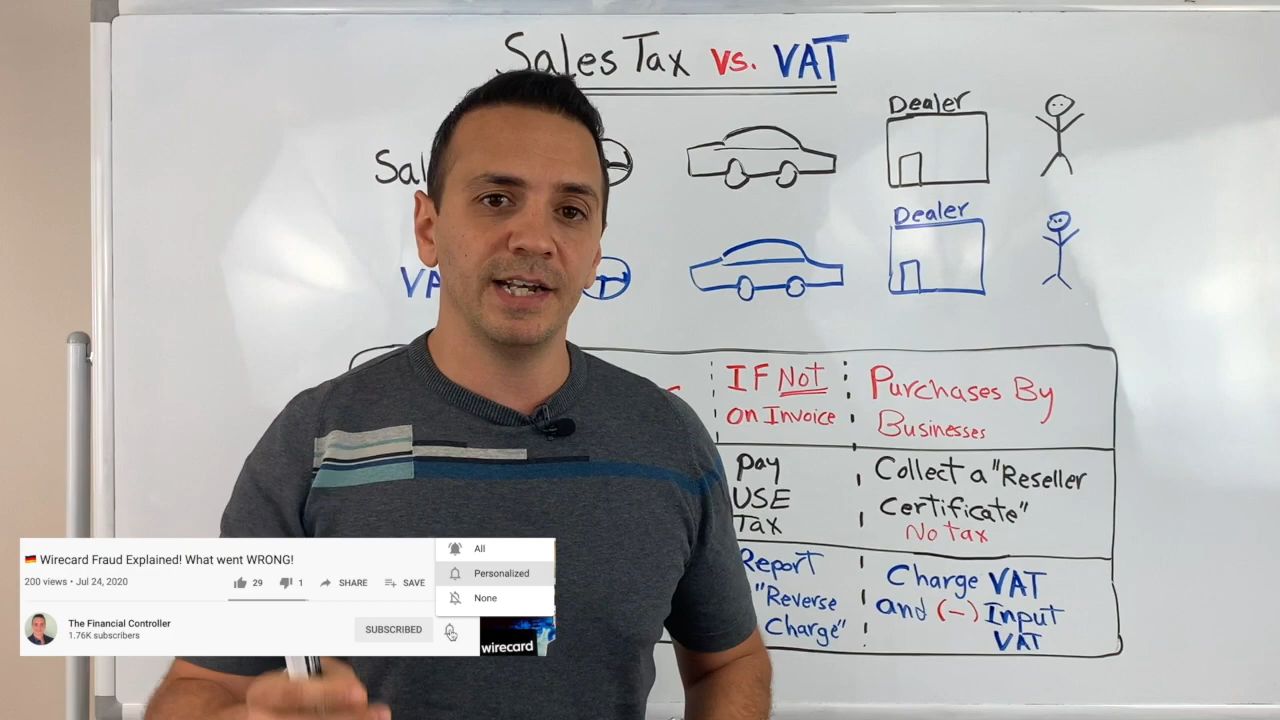 Sales Tax vs. VAT
Dealer
Dealer
IF Not
on Invoice
Purchases By
Businesses
Pay
USE
Tax
Collect a "Reseller
Certificate"
No tax
Report
"Reverse
Charge"
Charge VAT
and (-) Input
VAT
Wirecard Fraud Explained! What went WRONG!
200 views • Jul 24, 2020
29
1
SHARE
SAVE
All
Personalized
None
The Financial Controller
1.76K subscribers
SUBSCRIBED
wirecard